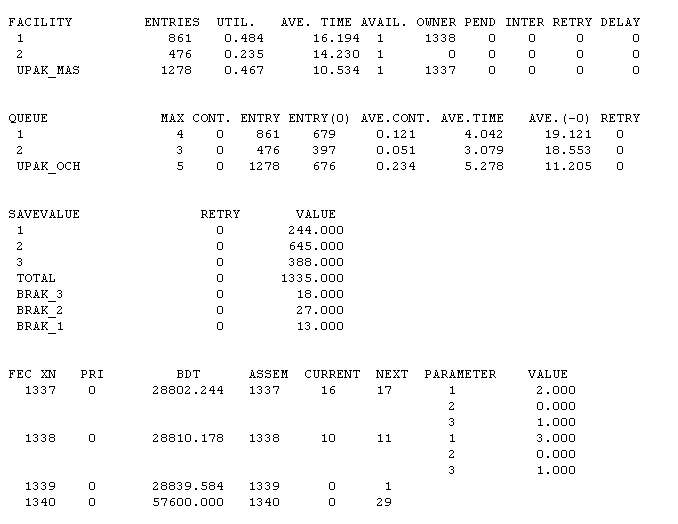 FACILITY ENTRIES UTIL. AVE. TIME AVAIL. OWNER PEND INTER RETRY DELAY
1 861 0.484 16.194 1 1338 0 0 0 0
2 476 0.235 14.230 1 0 0 0 0 0
UPAK_MAS 1278 0.467 10.534 1 1337 0 0 0 0
QUEUE MAX CONT. ENTRY ENTRY(0) AVE.CONT. AVE.TIME AVE.(-0) RETRY
1 4 0 861 679 0.121 4.042 19.121 0
2 3 0 476 397 0.051 3.079 18.553 0
UPAK_OCH 5 0 1278 676 0.234 5.278 11.205 0
SAVEVALUE RETRY VALUE
1 0 244.000
2 0 645.000
3 0 388.000
TOTAL 0 1335.000
BRAK_3 0 18.000
BRAK_2 0 27.000
BRAK_1 0 13.000
FEC XN PRI BDT ASSEM CURRENT NEXT PARAMETER VALUE
1337 0 28802.244 1337 16 17 1 2.000
2 0.000
3 1.000
1338 0 28810.178 1338 10 11 1 3.000
2 0.000
3 1.000
1339 0 28839.584 1339 0 1
1340 0 57600.000 1340 0 29